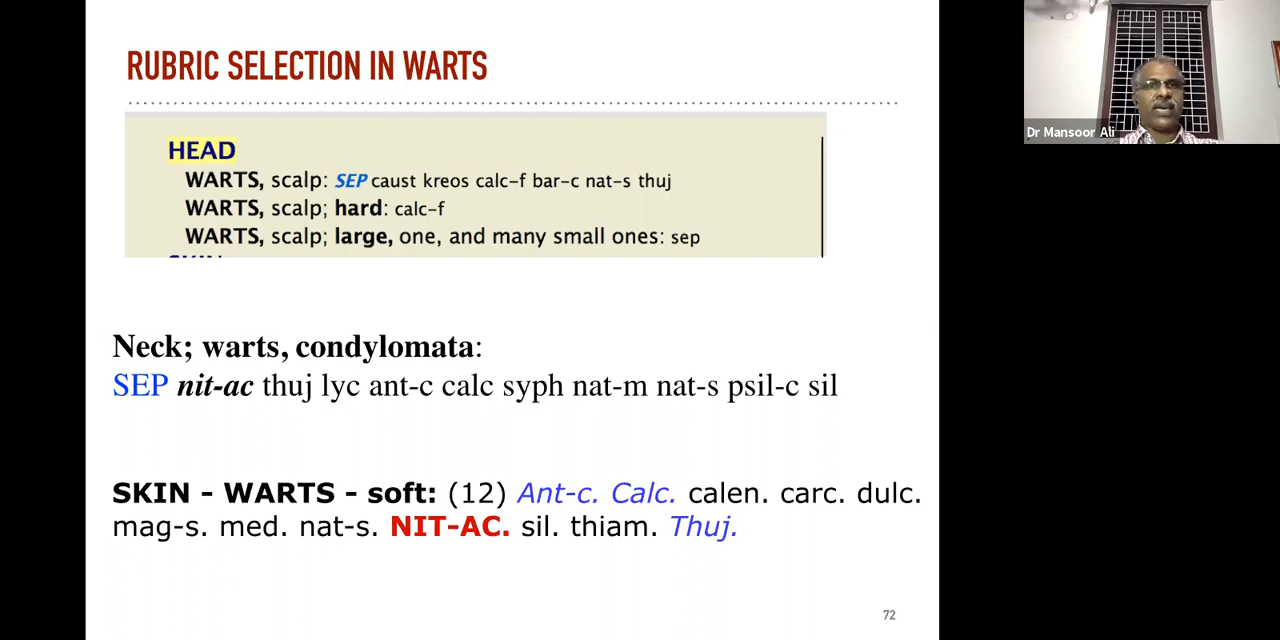 RUBRIC SELECTION IN WARTS
HEAD
WARTS, scalp: SEP caust kreos calc-f bar-c nat-s thuj
WARTS, scalp; hard: calc-f
WARTS, scalp; large, one, and many small ones: sep
Neck; warts, condylomata:
SEP nit-ac thuj lyc ant-c calc syph nat-m nat-s psil-c sil
SKIN - WARTS - soft: (12) Ant-c. Calc. calen. carc. dulc.
mag-s. med. nat-s. NIT-AC. sil. thiam. Thuj.
72
Dr Mansoor Ali